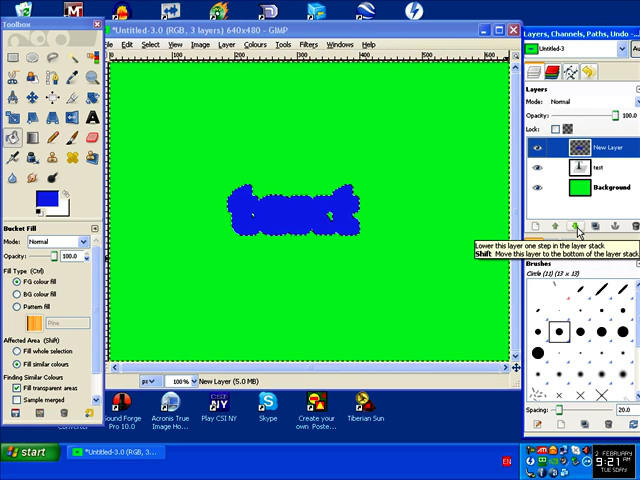 Toolbox
*Untitled-3.0 (RGB, 3 layers) 640x480 - GIMP
Layers, Channels, Paths, Undo -
File Edit Select View Image Layer Colours Tools Filters Windows Help
Untitled-3
Layers
Mode: Normal
Opacity: 100.0
Lock:
New Layer
test
Background
Lower this layer one step in the layer stack
Shift Move this layer to the bottom of the layer stack
Bucket Fill
Mode: Normal
Opacity: 100.0
Fill Type (Ctrl)
FG colour fill
BG colour fill
Pattern fill
Pine
Affected Area (Shift)
Fill whole selection
Fill similar colours
Finding Similar Colours
Fill transparent areas
Sample merged
Brushes
Circle (11) (13 × 13)
Spacing: 20.0
px 100% New Layer (5.0 MB)
Sound Forge
Pro 10.0
Acronis True
Image Ho...
Play CSI NY
Skype
Create your
own Poste...
Tiberian Sun
start
*Untitled-3.0 (RGB, 3...
EN
2
FEBRUARY
9:21 AM
TUESDAY